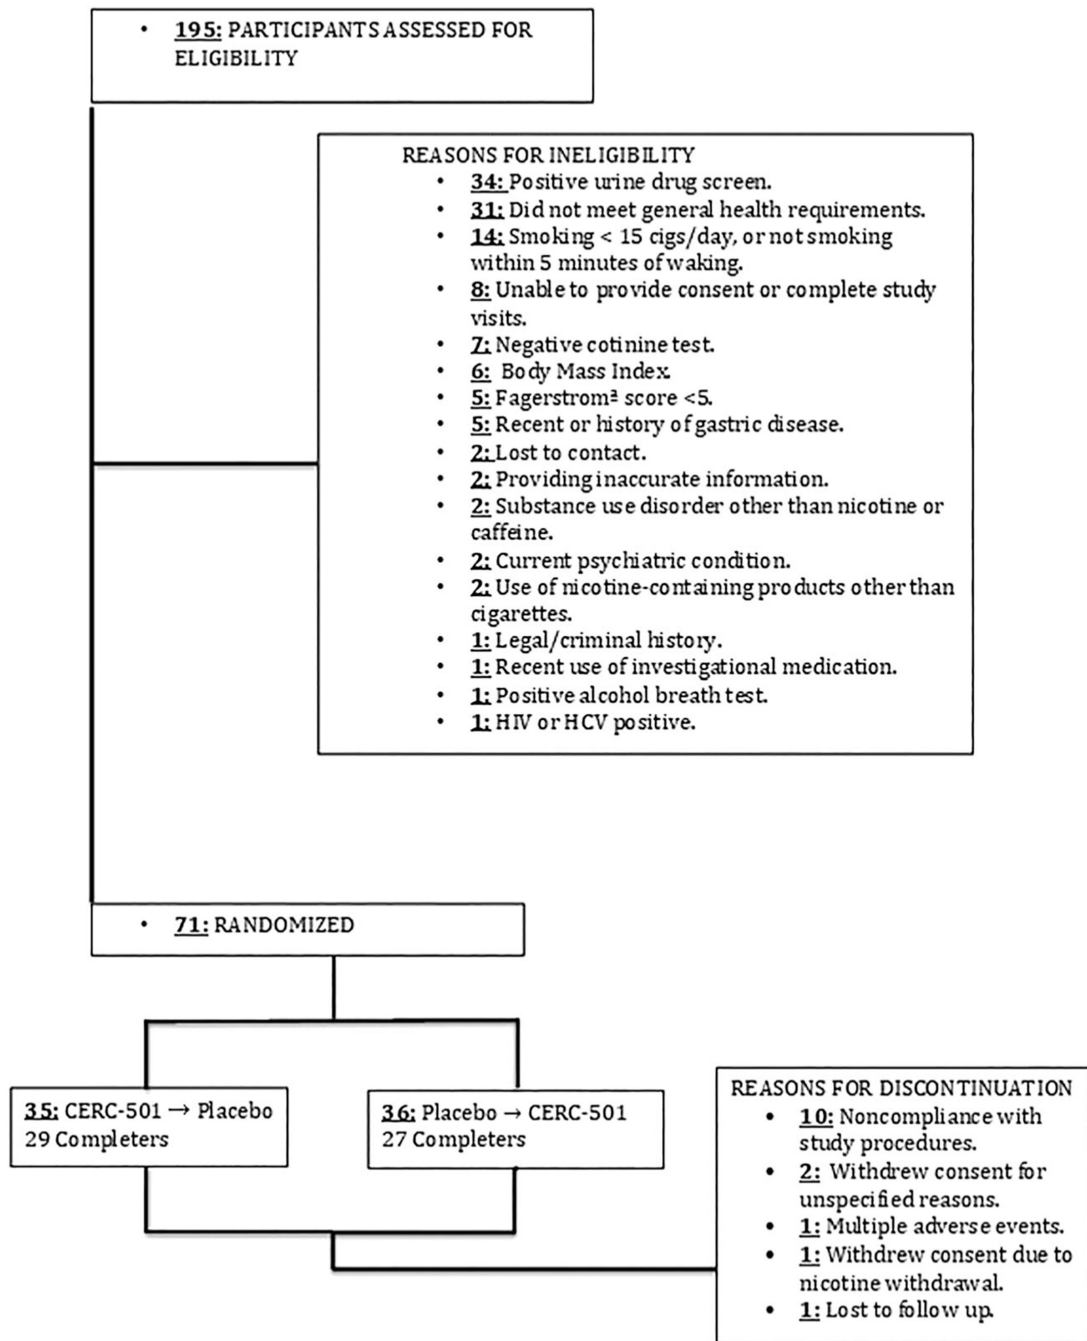 • 195: PARTICIPANTS ASSESSED FOR
ELIGIBILITY
REASONS FOR INELIGIBILITY
• 34: Positive urine drug screen.
• 31: Did not meet general health requirements.
• 14: Smoking < 15 cigs/day, or not smoking
within 5 minutes of waking.
• 8: Unable to provide consent or complete study
visits.
• 7: Negative cotinine test.
• 6: Body Mass Index.
• 5: Fagerstromª score <5.
• 5: Recent or history of gastric disease.
• 2: Lost to contact.
• 2: Providing inaccurate information.
• 2: Substance use disorder other than nicotine or
caffeine.
• 2: Current psychiatric condition.
• 2: Use of nicotine-containing products other than
cigarettes.
• 1: Legal/criminal history.
• 1: Recent use of investigational medication.
• 1: Positive alcohol breath test.
• 1: HIV or HCV positive.
• 71: RANDOMIZED
35: CERC-501 → Placebo
29 Completers
36: Placebo → CERC-501
27 Completers
REASONS FOR DISCONTINUATION
• 10: Noncompliance with
study procedures.
• 2: Withdrew consent for
unspecified reasons.
• 1: Multiple adverse events.
• 1: Withdrew consent due to
nicotine withdrawal.
• 1: Lost to follow up.